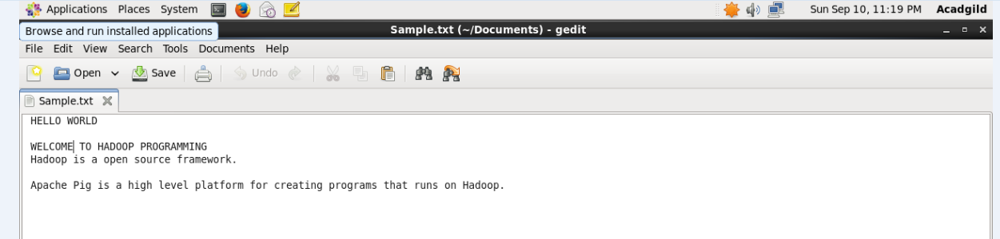 Applications Places System Sun Sep 10, 11:19 PM Acadgild
Browse and run installed applications Sample.txt (~/Documents) - gedit
File Edit View Search Tools Documents Help
Open Save Undo
Sample.txt
HELLO WORLD
WELCOME TO HADOOP PROGRAMMING
Hadoop is a open source framework.
Apache Pig is a high level platform for creating programs that runs on Hadoop.